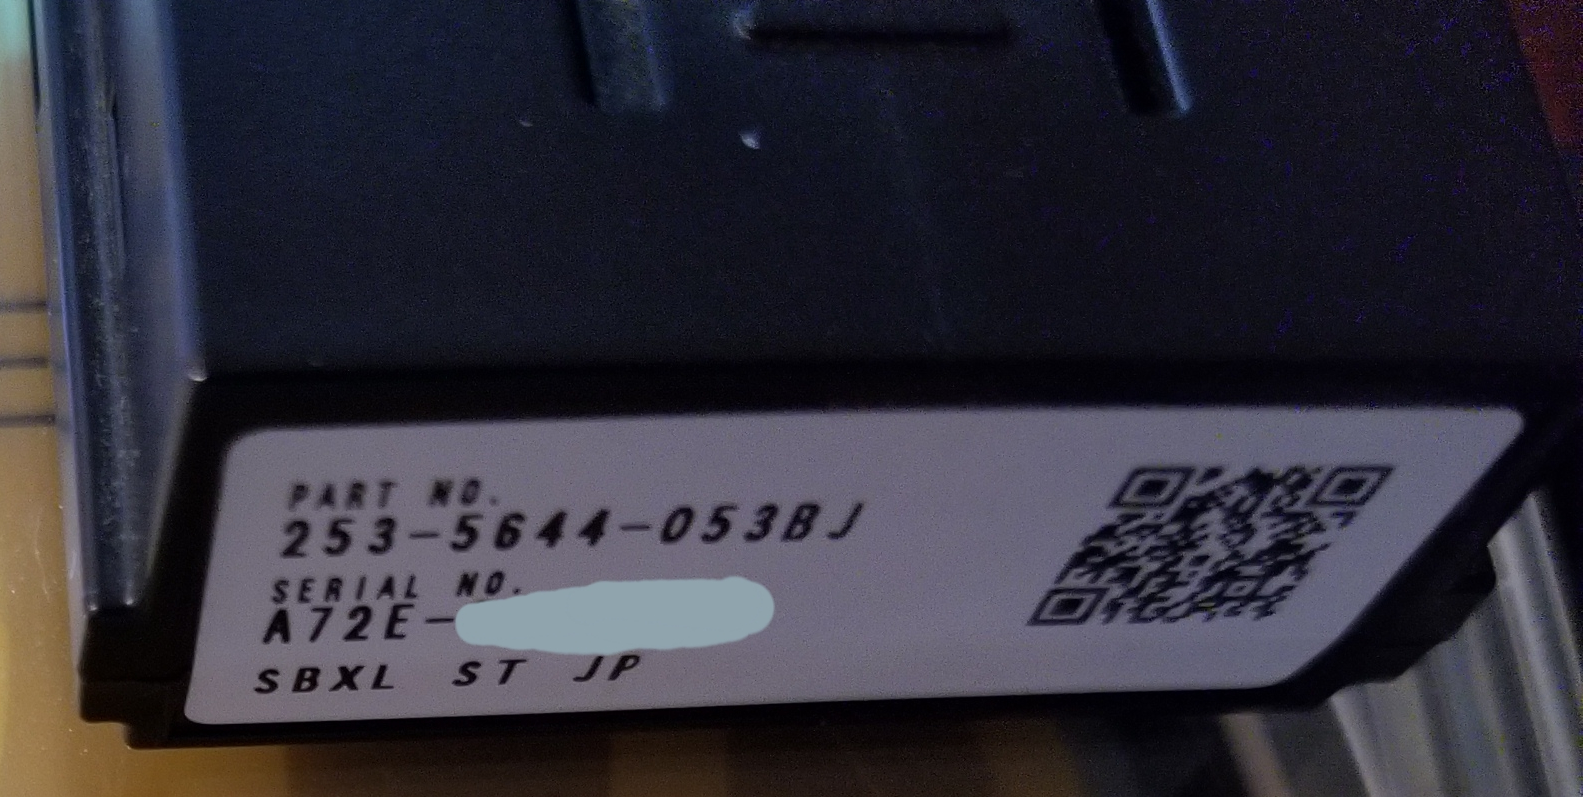 PART NO.
253-5644-053BJ
SERIAL NO.
A72E-
SBXL ST JP